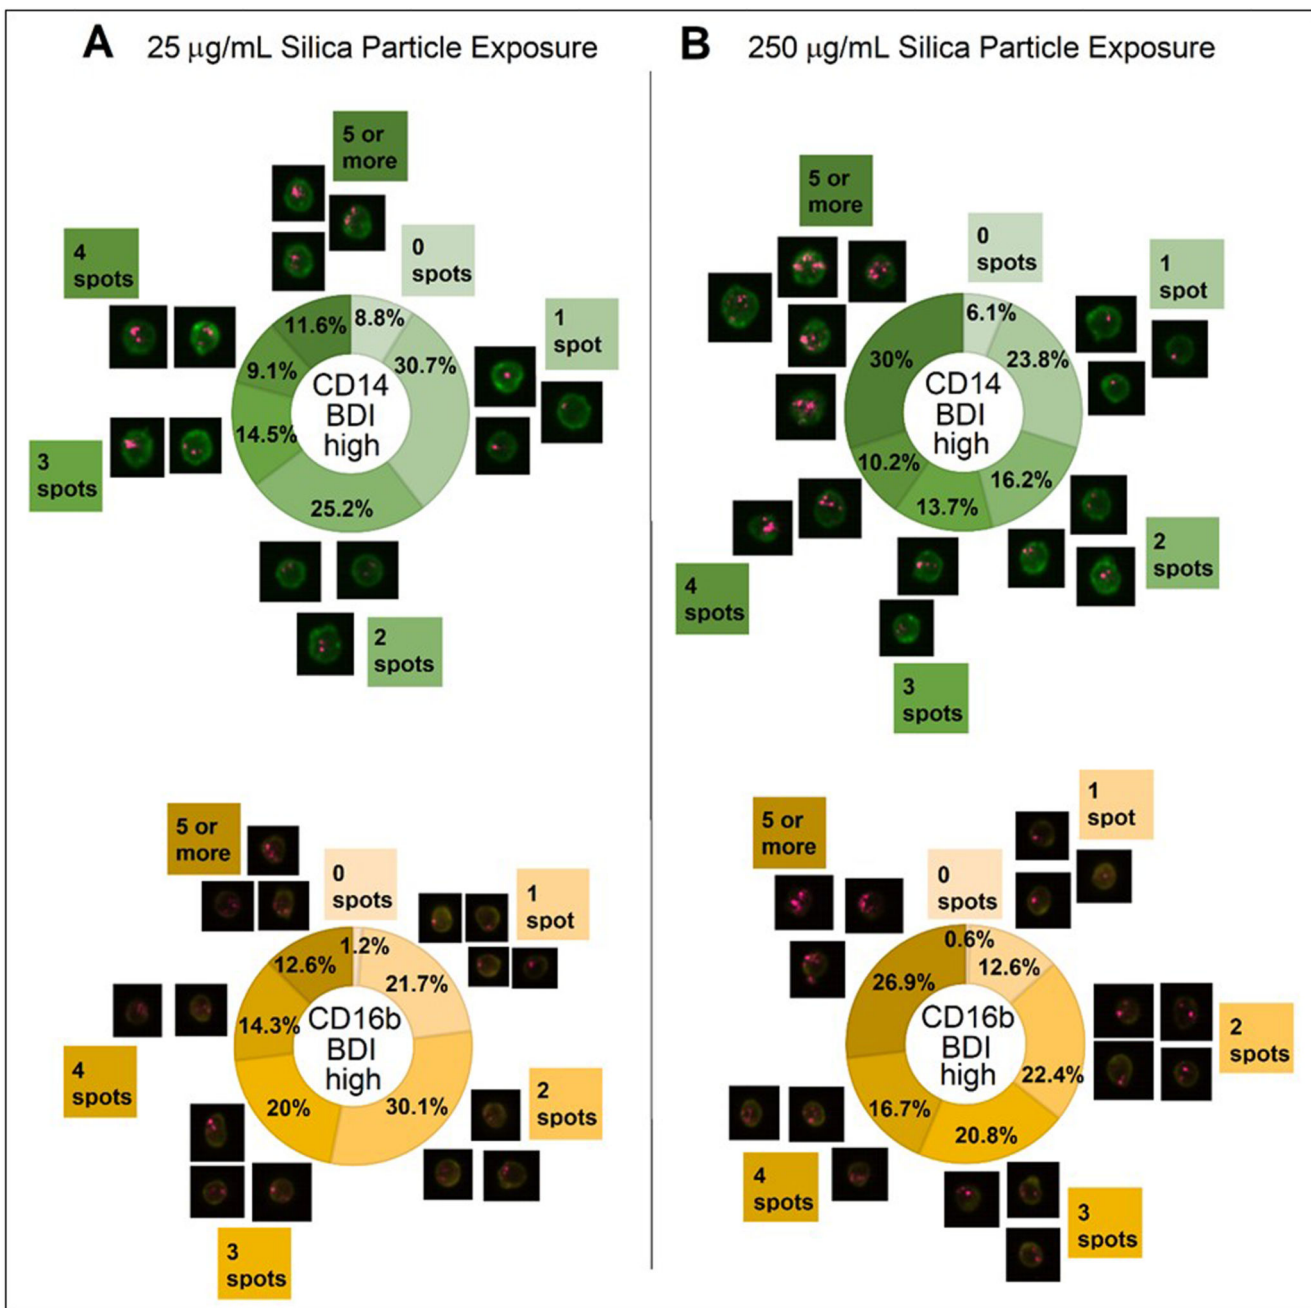 A 25 µg/mL Silica Particle Exposure
5 or
more
4
spots
0
spots
1
spot
11.6%
8.8%
9.1%
30.7%
CD14
BDI
high
14.5%
3
spots
25.2%
2
spots
5 or
more
0
spots
1
spot
1.2%
12.6%
21.7%
14.3%
CD16b
BDI
high
4
spots
20%
30.1%
2
spots
3
spots
B 250 µg/mL Silica Particle Exposure
5 or
more
0
spots
1
spot
6.1%
30%
23.8%
CD14
BDI
high
10.2%
16.2%
13.7%
2
spots
4
spots
3
spots
1
spot
5 or
more
0
spots
0.6%
12.6%
26.9%
CD16b
BDI
high
2
spots
22.4%
16.7%
20.8%
4
spots
3
spots